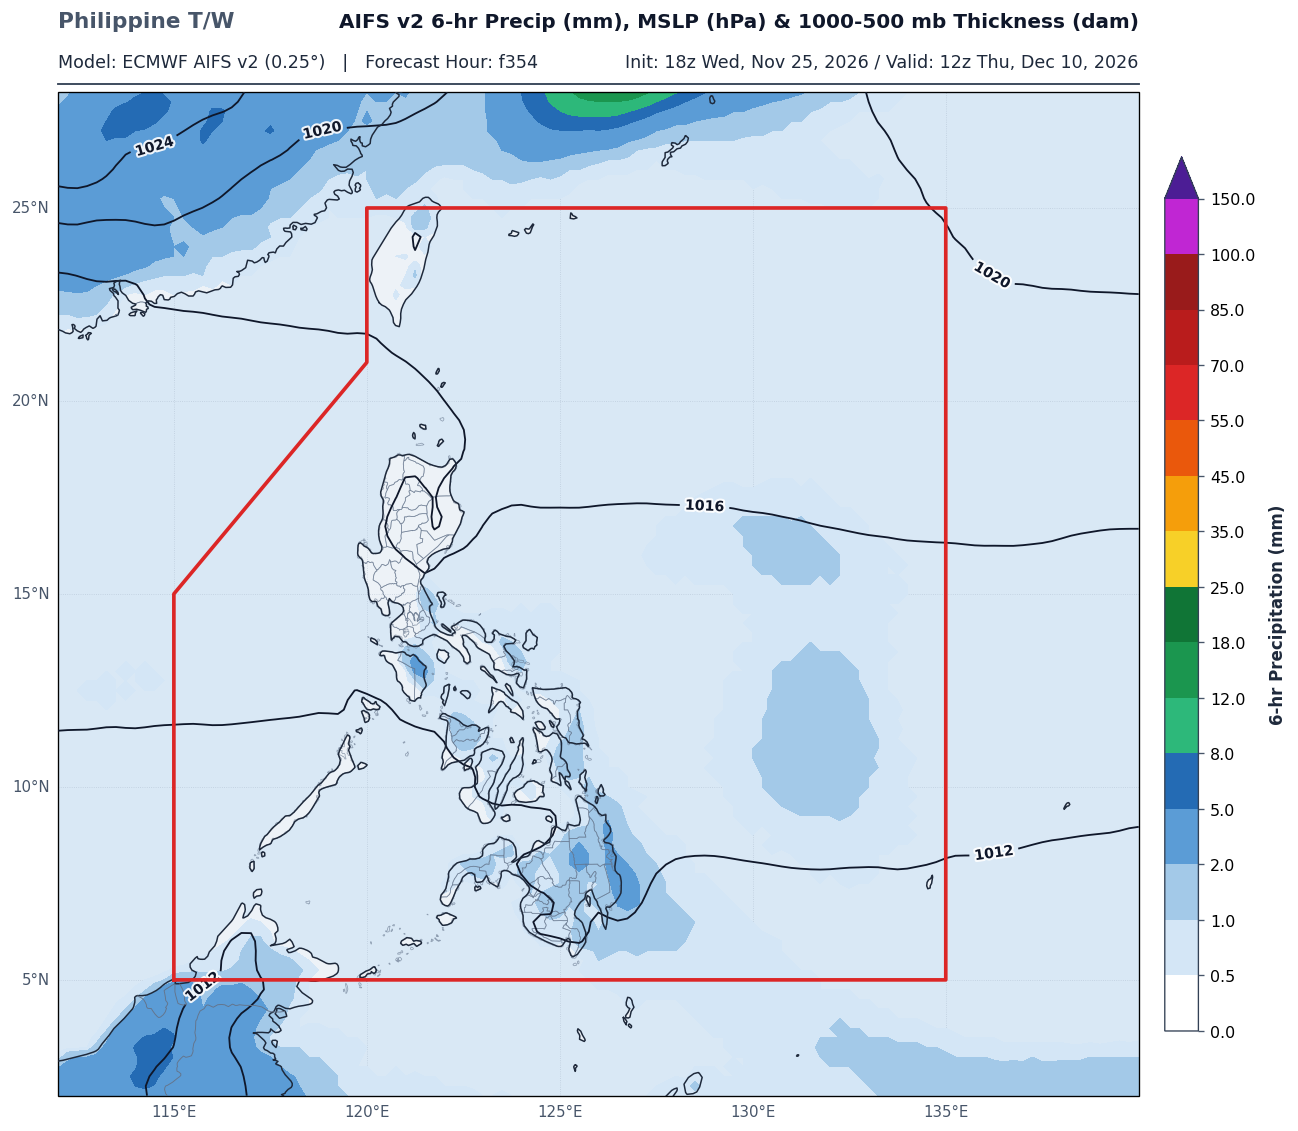 Philippine T/W
AIFS v2 6-hr Precip (mm), MSLP (hPa) & 1000-500 mb Thickness (dam)
Model: ECMWF AIFS v2 (0.25°) | Forecast Hour: f354
Init: 18z Wed, Nov 25, 2026 / Valid: 12z Thu, Dec 10, 2026
1024
1020
1020
1016
1012
1012
25°N
20°N
15°N
10°N
5°N
115°E
120°E
125°E
130°E
135°E
150.0
100.0
85.0
70.0
55.0
45.0
35.0
25.0
18.0
12.0
8.0
5.0
2.0
1.0
0.5
0.0
6-hr Precipitation (mm)